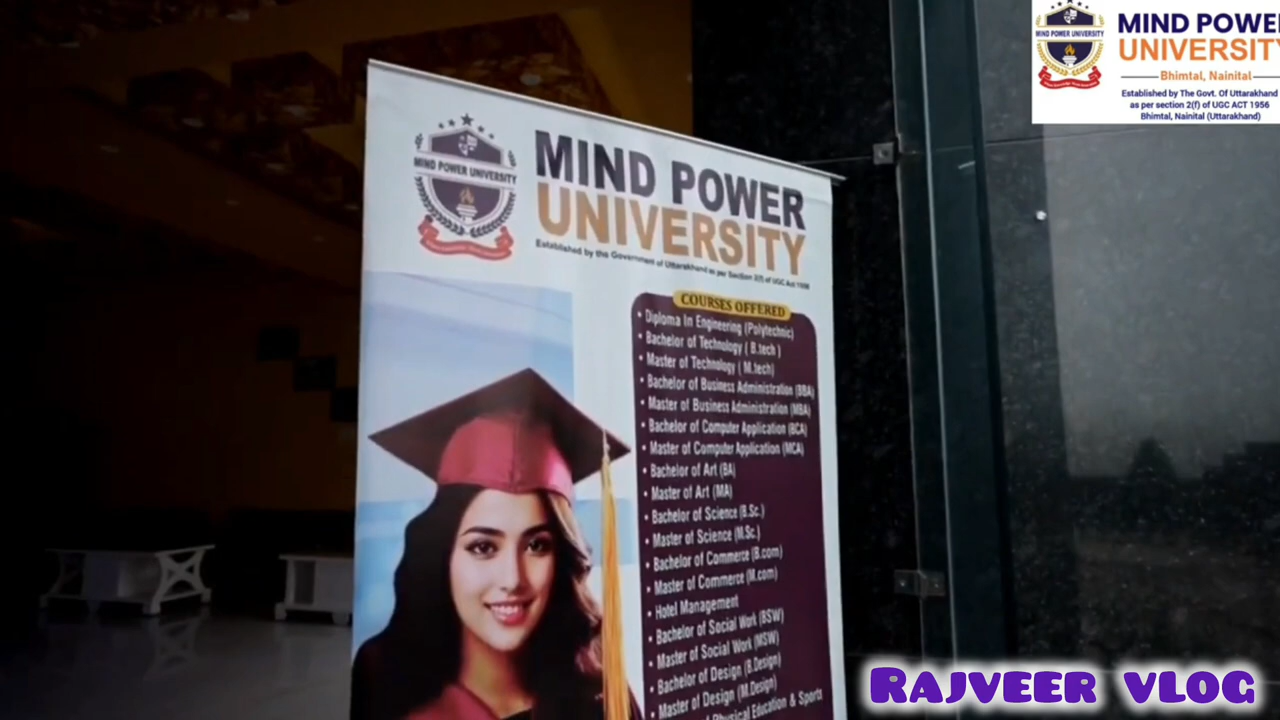 MIND POWER UNIVERSITY
MIND POWER
UNIVERSITY
Established by this Government of Uttarakhand as per Section 2(f) of UGC Act 1956
COURSES OFFERED
• Diploma In Engineering (Polytechnic)
• Bachelor of Technology ( B.tech )
• Master of Technology ( M.tech)
• Bachelor of Business Administration (BBA)
• Master of Business Administration (MBA)
• Bachelor of Computer Application (BCA)
• Master of Computer Application (MCA)
• Bachelor of Art (BA)
• Master of Art (MA)
• Bachelor of Science (B.Sc.)
• Master of Science (M.Sc.)
• Bachelor of Commerce (B.com)
• Master of Commerce (M.com)
• Hotel Management
• Bachelor of Social Work (BSW)
• Master of Social Work (MSW)
• Bachelor of Design (B.Design)
• Master of Design (M.Design)
Physical Education & Sports
MIND POWER UNIVERSITY
MIND POWE
UNIVERSITY
Bhimtal, Nainital
Established by The Govt. Of Uttarakhand
as per section 2(f) of UGC ACT 1956
Bhimtal, Nainital (Uttarakhand)
RAJVEER VLOG